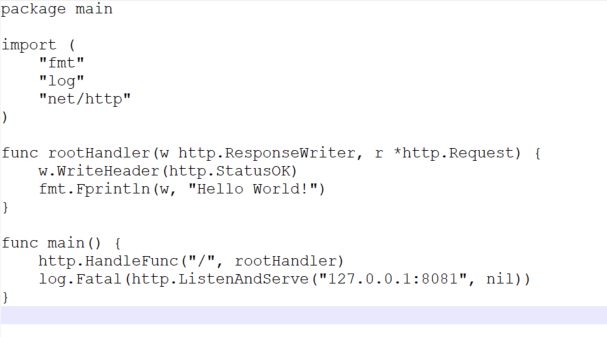 package main

import (
    "fmt"
    "log"
    "net/http"
)

func rootHandler(w http.ResponseWriter, r *http.Request) {
    w.WriteHeader(http.StatusOK)
    fmt.Fprintln(w, "Hello World!")
}

func main() {
    http.HandleFunc("/", rootHandler)
    log.Fatal(http.ListenAndServe("127.0.0.1:8081", nil))
}